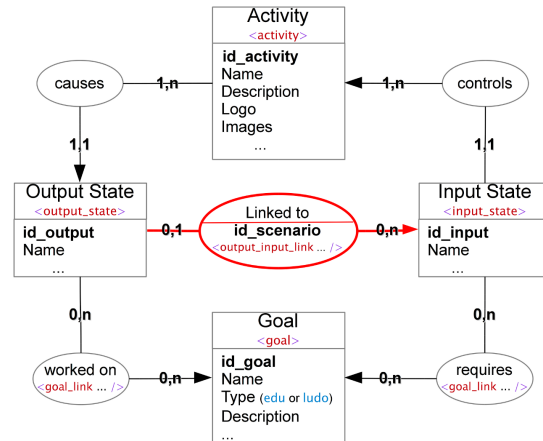 Activity
<activity>
id_activity
Name
Description
Logo
Images
...
causes
1,n
1,n
controls
1,1
1,1
Output State
<output_state>
id_output
Name
...
0,1
Linked to
id_scenario
<output_input_link ... />
0,n
Input State
<input_state>
id_input
Name
...
0,n
0,n
Goal
<goal>
id_goal
Name
Type (edu or ludo)
Description
...
worked on
<goal_link ... />
0,n
0,n
requires
<goal_link ... />